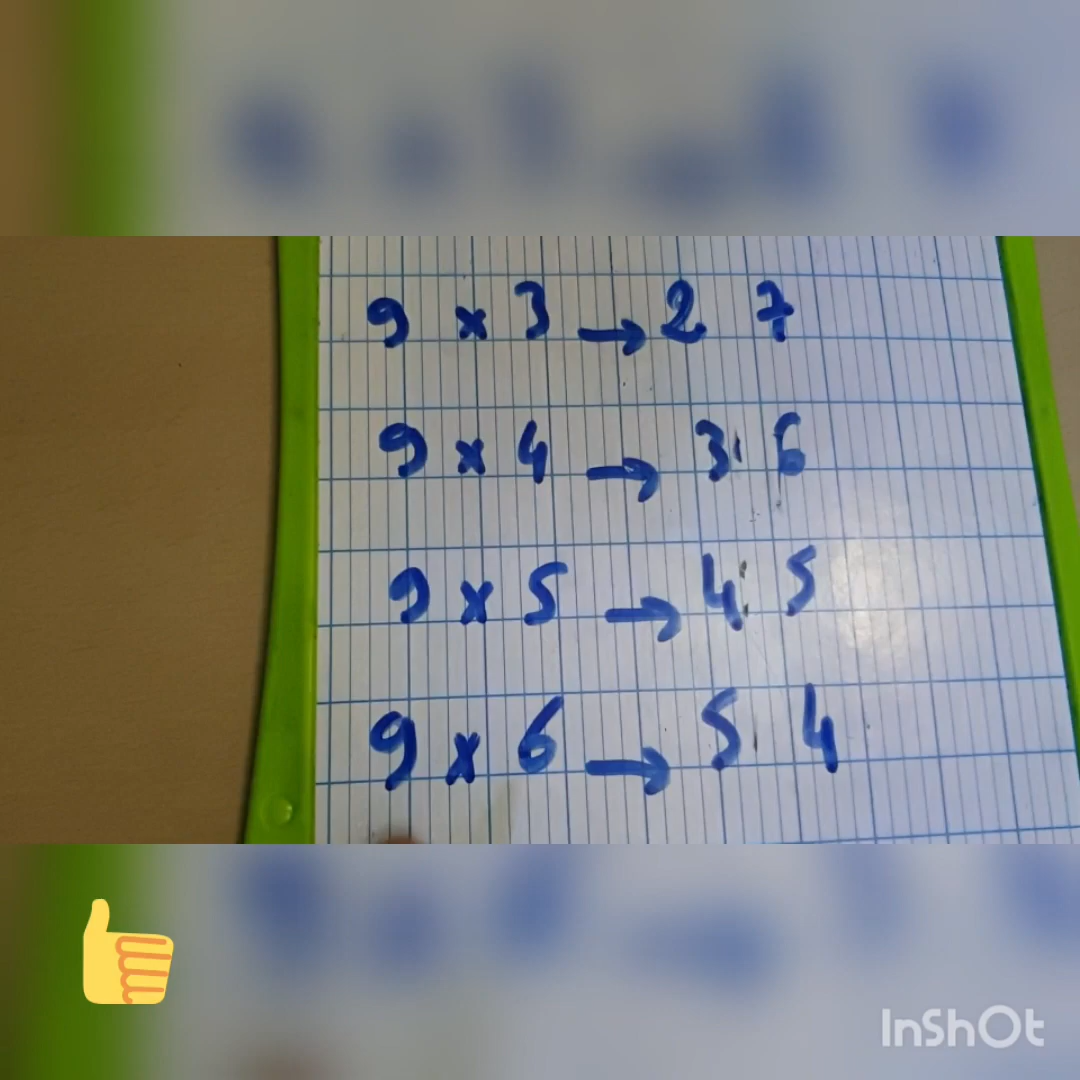 9 x 3 → 2 7
9 x 4 → 3 6
9 x 5 → 4 5
9 x 6 → 5 4
InShOt